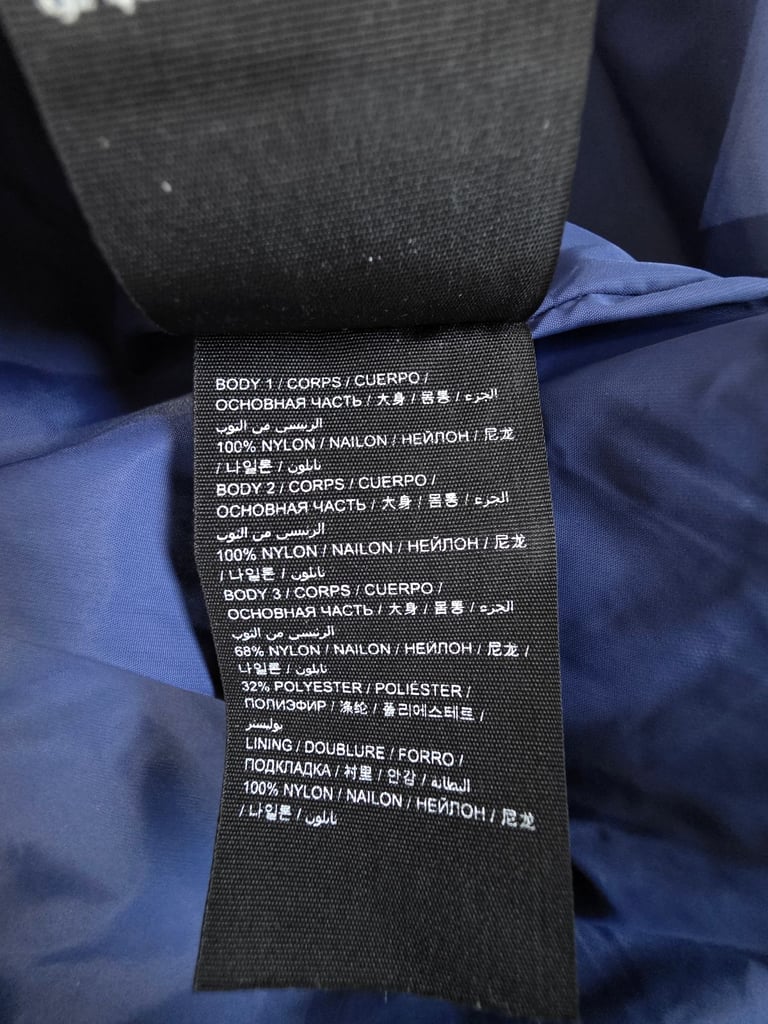 BODY 1 / CORPS / CUERPO /
ОСНОВНАЯ ЧАСТЬ / 大身 / 몸통 / الجزء
الرئيسي من الثوب
100% NYLON / NAILON / НЕЙЛОН / 尼龙
/ 나일론 / نايلون
BODY 2 / CORPS / CUERPO /
ОСНОВНАЯ ЧАСТЬ / 大身 / 몸통 / الجزء
الرئيسي من الثوب
100% NYLON / NAILON / НЕЙЛОН / 尼龙
/ 나일론 / نايلون
BODY 3 / CORPS / CUERPO /
ОСНОВНАЯ ЧАСТЬ / 大身 / 몸통 / الجزء
الرئيسي من الثوب
68% NYLON / NAILON / НЕЙЛОН / 尼龙 /
나일론 / نايلون
32% POLYESTER / POLIÉSTER /
ПОЛИЭФИР / 涤纶 / 폴리에스테르 /
بوليستر
LINING / DOUBLURE / FORRO /
ПОДКЛАДКА / 衬里 / 안감 / البطانة
100% NYLON / NAILON / НЕЙЛОН / 尼龙
/ 나일론 / نايلون